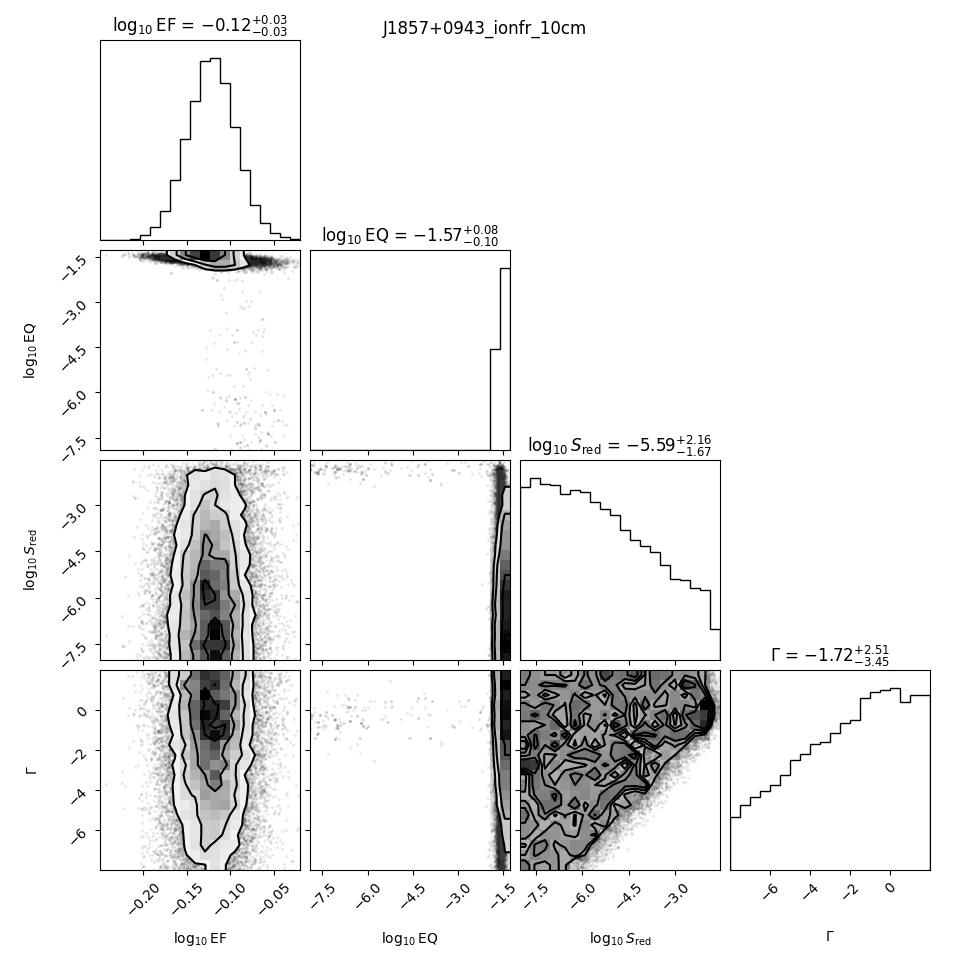 J1857+0943_ionfr_10cm
log₁₀ EF = −0.12+0.03−0.03
log₁₀ EQ = −1.57+0.08−0.10
log₁₀ S_red = −5.59+2.16−1.67
Γ = −1.72+2.51−3.45
log₁₀ EQ
−1.5
−3.0
−4.5
−6.0
−7.5
log₁₀ S_red
−3.0
−4.5
−6.0
−7.5
Γ
0
−2
−4
−6
−0.20 −0.15 −0.10 −0.05
−7.5 −6.0 −4.5 −3.0 −1.5
−7.5 −6.0 −4.5 −3.0
−6 −4 −2 0
log₁₀ EF
log₁₀ EQ
log₁₀ S_red
Γ